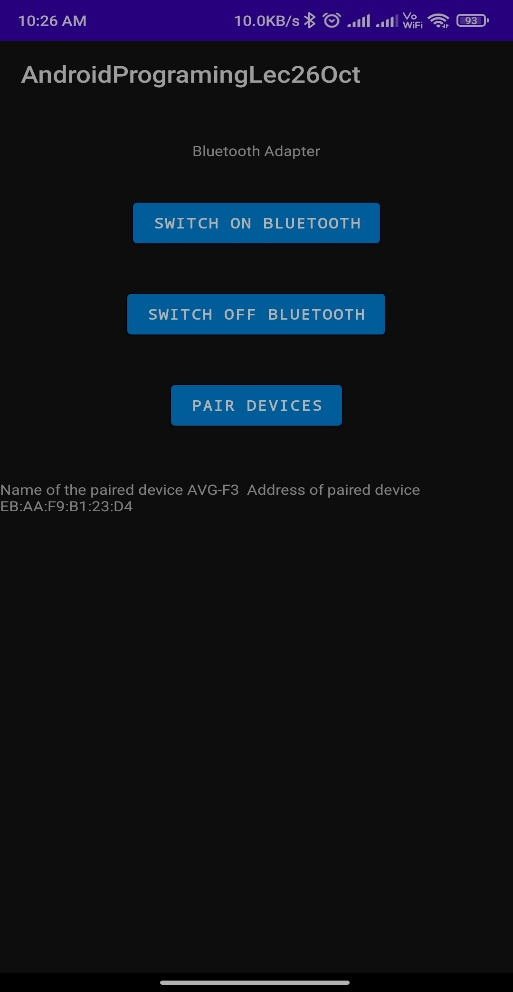 10:26 AM 10.0KB/s Vo WiFi 93
AndroidProgramingLec26Oct
Bluetooth Adapter
SWITCH ON BLUETOOTH
SWITCH OFF BLUETOOTH
PAIR DEVICES
Name of the paired device AVG-F3  Address of paired device
EB:AA:F9:B1:23:D4